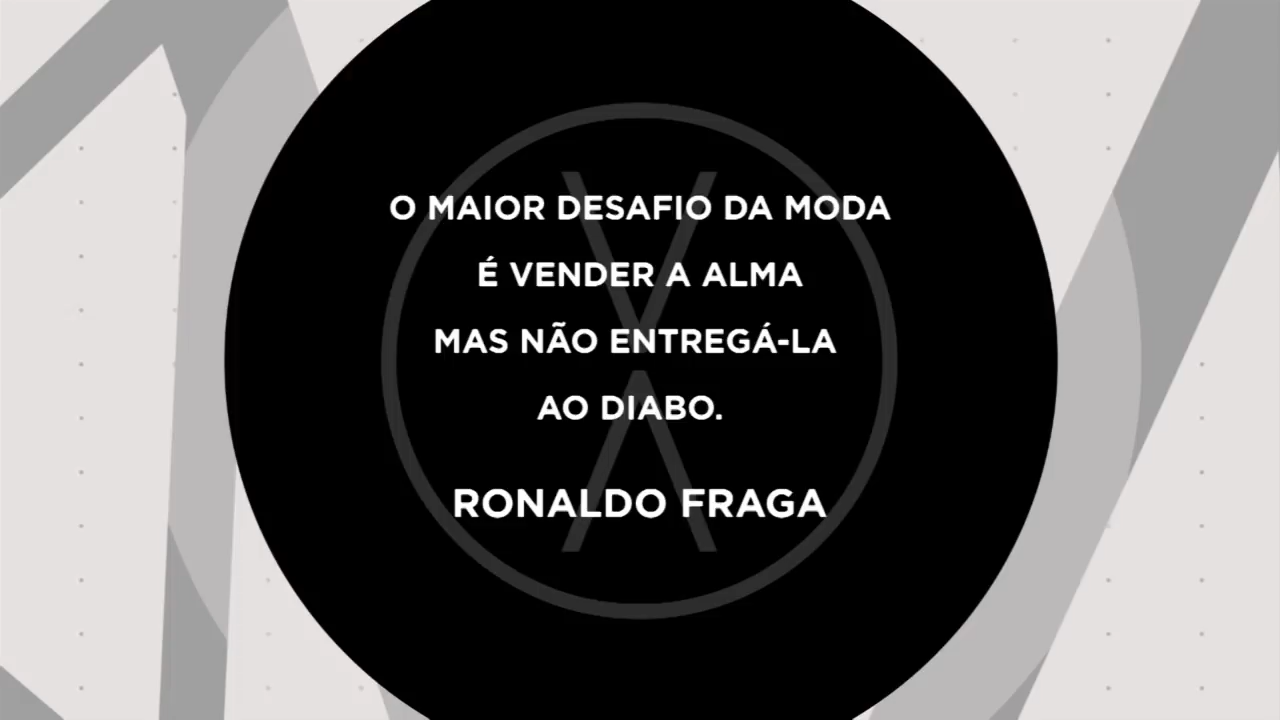 O MAIOR DESAFIO DA MODA
É VENDER A ALMA
MAS NÃO ENTREGÁ-LA
AO DIABO.
RONALDO FRAGA